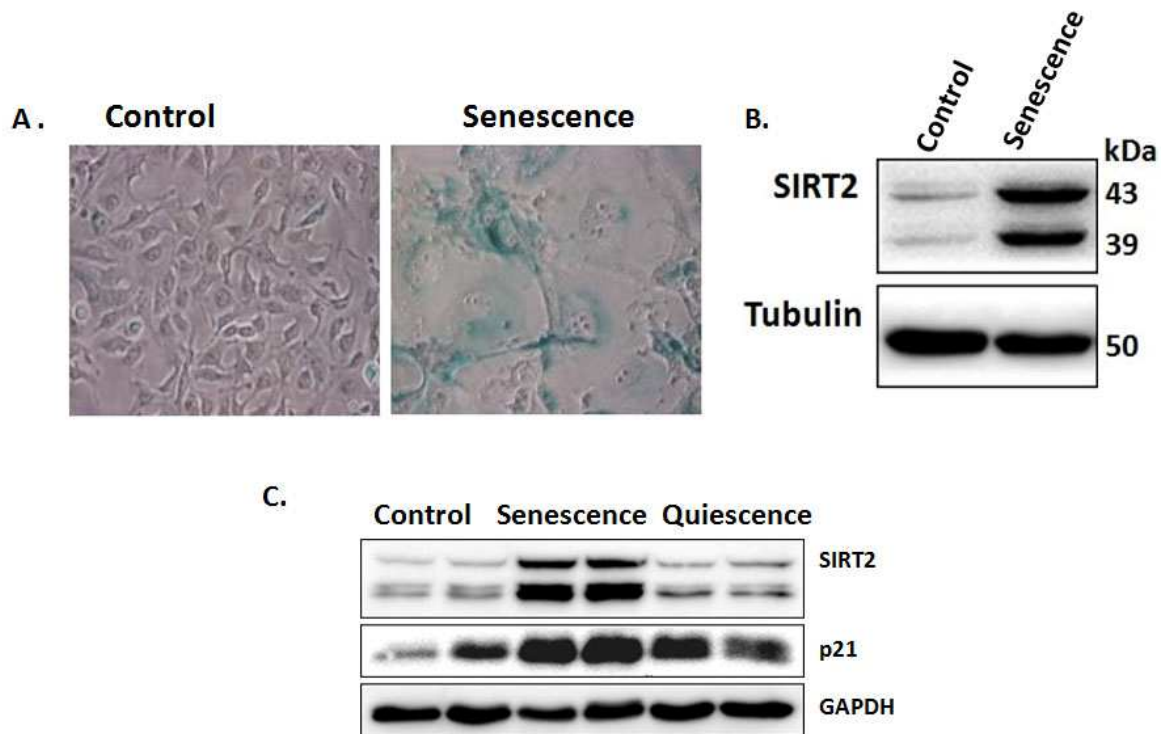 A .
Control
Senescence
B.
Control
Senescence
kDa
SIRT2
43
39
Tubulin
50
C.
Control Senescence Quiescence
SIRT2
p21
GAPDH